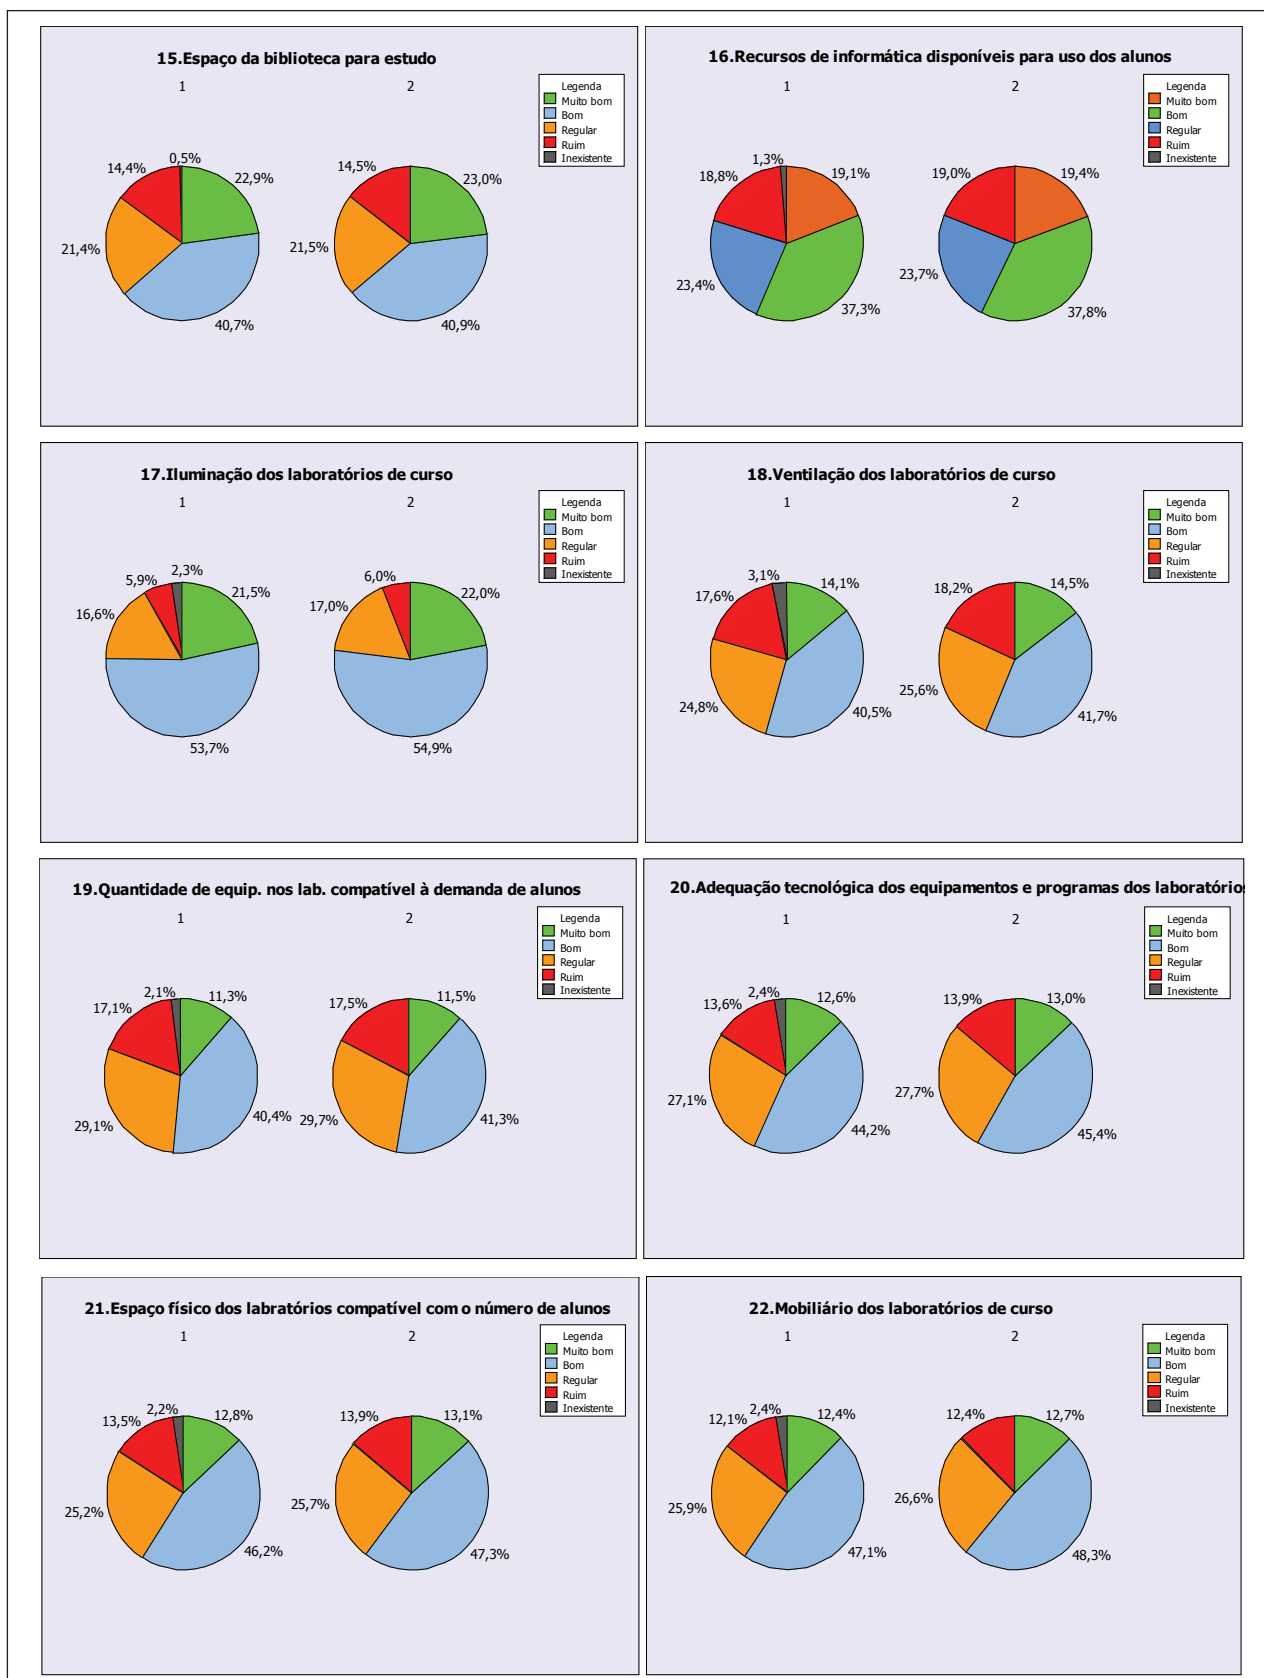 15.Espaço da biblioteca para estudo
1 2
Legenda
Muito bom
Bom
Regular
Ruim
Inexistente
0,5%
14,4% 22,9%
21,4%
40,7%
14,5% 23,0%
21,5%
40,9%
16.Recursos de informática disponíveis para uso dos alunos
1 2
Legenda
Muito bom
Bom
Regular
Ruim
Inexistente
1,3%
18,8% 19,1%
23,4%
37,3%
19,0% 19,4%
23,7%
37,8%
17.Iluminação dos laboratórios de curso
1 2
Legenda
Muito bom
Bom
Regular
Ruim
Inexistente
2,3%
5,9%
21,5%
16,6%
53,7%
6,0%
22,0%
17,0%
54,9%
18.Ventilação dos laboratórios de curso
1 2
Legenda
Muito bom
Bom
Regular
Ruim
Inexistente
3,1%
17,6% 14,1%
24,8%
40,5%
18,2% 14,5%
25,6%
41,7%
19.Quantidade de equip. nos lab. compatível à demanda de alunos
1 2
Legenda
Muito bom
Bom
Regular
Ruim
Inexistente
2,1% 11,3%
17,1%
40,4%
29,1%
17,5% 11,5%
29,7% 41,3%
20.Adequação tecnológica dos equipamentos e programas dos laboratórios
1 2
Legenda
Muito bom
Bom
Regular
Ruim
Inexistente
2,4% 12,6%
13,6%
27,1%
44,2%
13,9% 13,0%
27,7%
45,4%
21.Espaço físico dos labratórios compatível com o número de alunos
1 2
Legenda
Muito bom
Bom
Regular
Ruim
Inexistente
2,2% 12,8%
13,5%
25,2%
46,2%
13,9% 13,1%
25,7%
47,3%
22.Mobiliário dos laboratórios de curso
1 2
Legenda
Muito bom
Bom
Regular
Ruim
Inexistente
2,4% 12,4%
12,1%
25,9%
47,1%
12,4% 12,7%
26,6%
48,3%